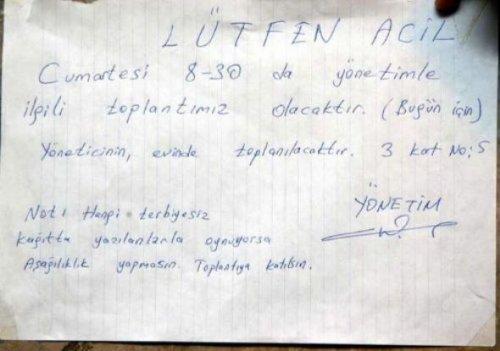 LÜTFEN ACİL
Cumartesi 8-30 da yönetimle
ilgili toplantımız olacaktır. (Bugün için)
Yöneticinin, evinde toplanılacaktır. 3 kat No:5
YÖNETİM
Not: Hangi terbiyesiz
kağıtta yazılanlarla oynuyorsa
Aşağılıklık yapmasın. Toplantıya katılsın.